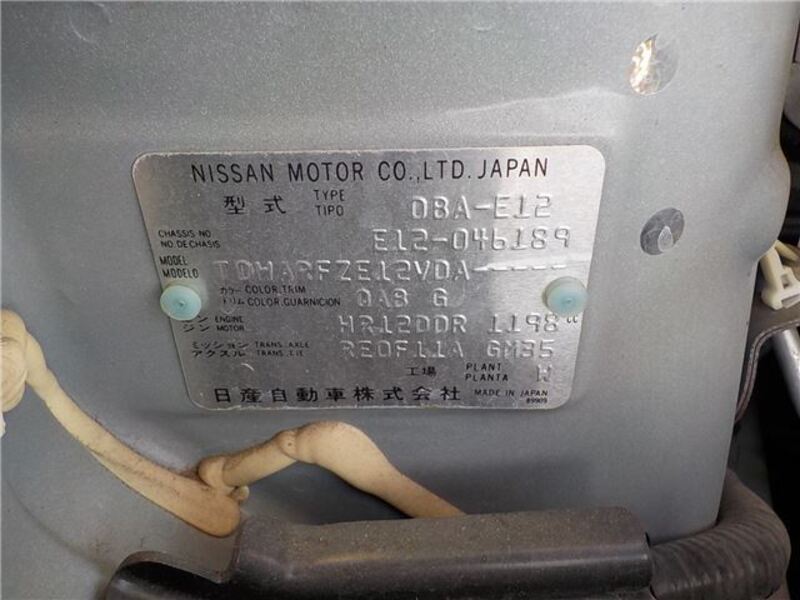 NISSAN MOTOR CO.,LTD. JAPAN
型式 TYPE TIPO DBA-E12
CHASSIS NO. NO. DE CHASIS E12-046189
MODEL MODELO TDHARFZE12VDA-----
カラー COLOR, TRIM
トリム COLOR, GUARNICION QAB G
ン ENGINE
ジン MOTOR HR12DDR 1198 cc
ミッション TRANS. AXLE
アクスル TRANS. EJE RE0F11A GM35
工場 PLANT PLANTA W
日産自動車株式会社 MADE IN JAPAN
89909